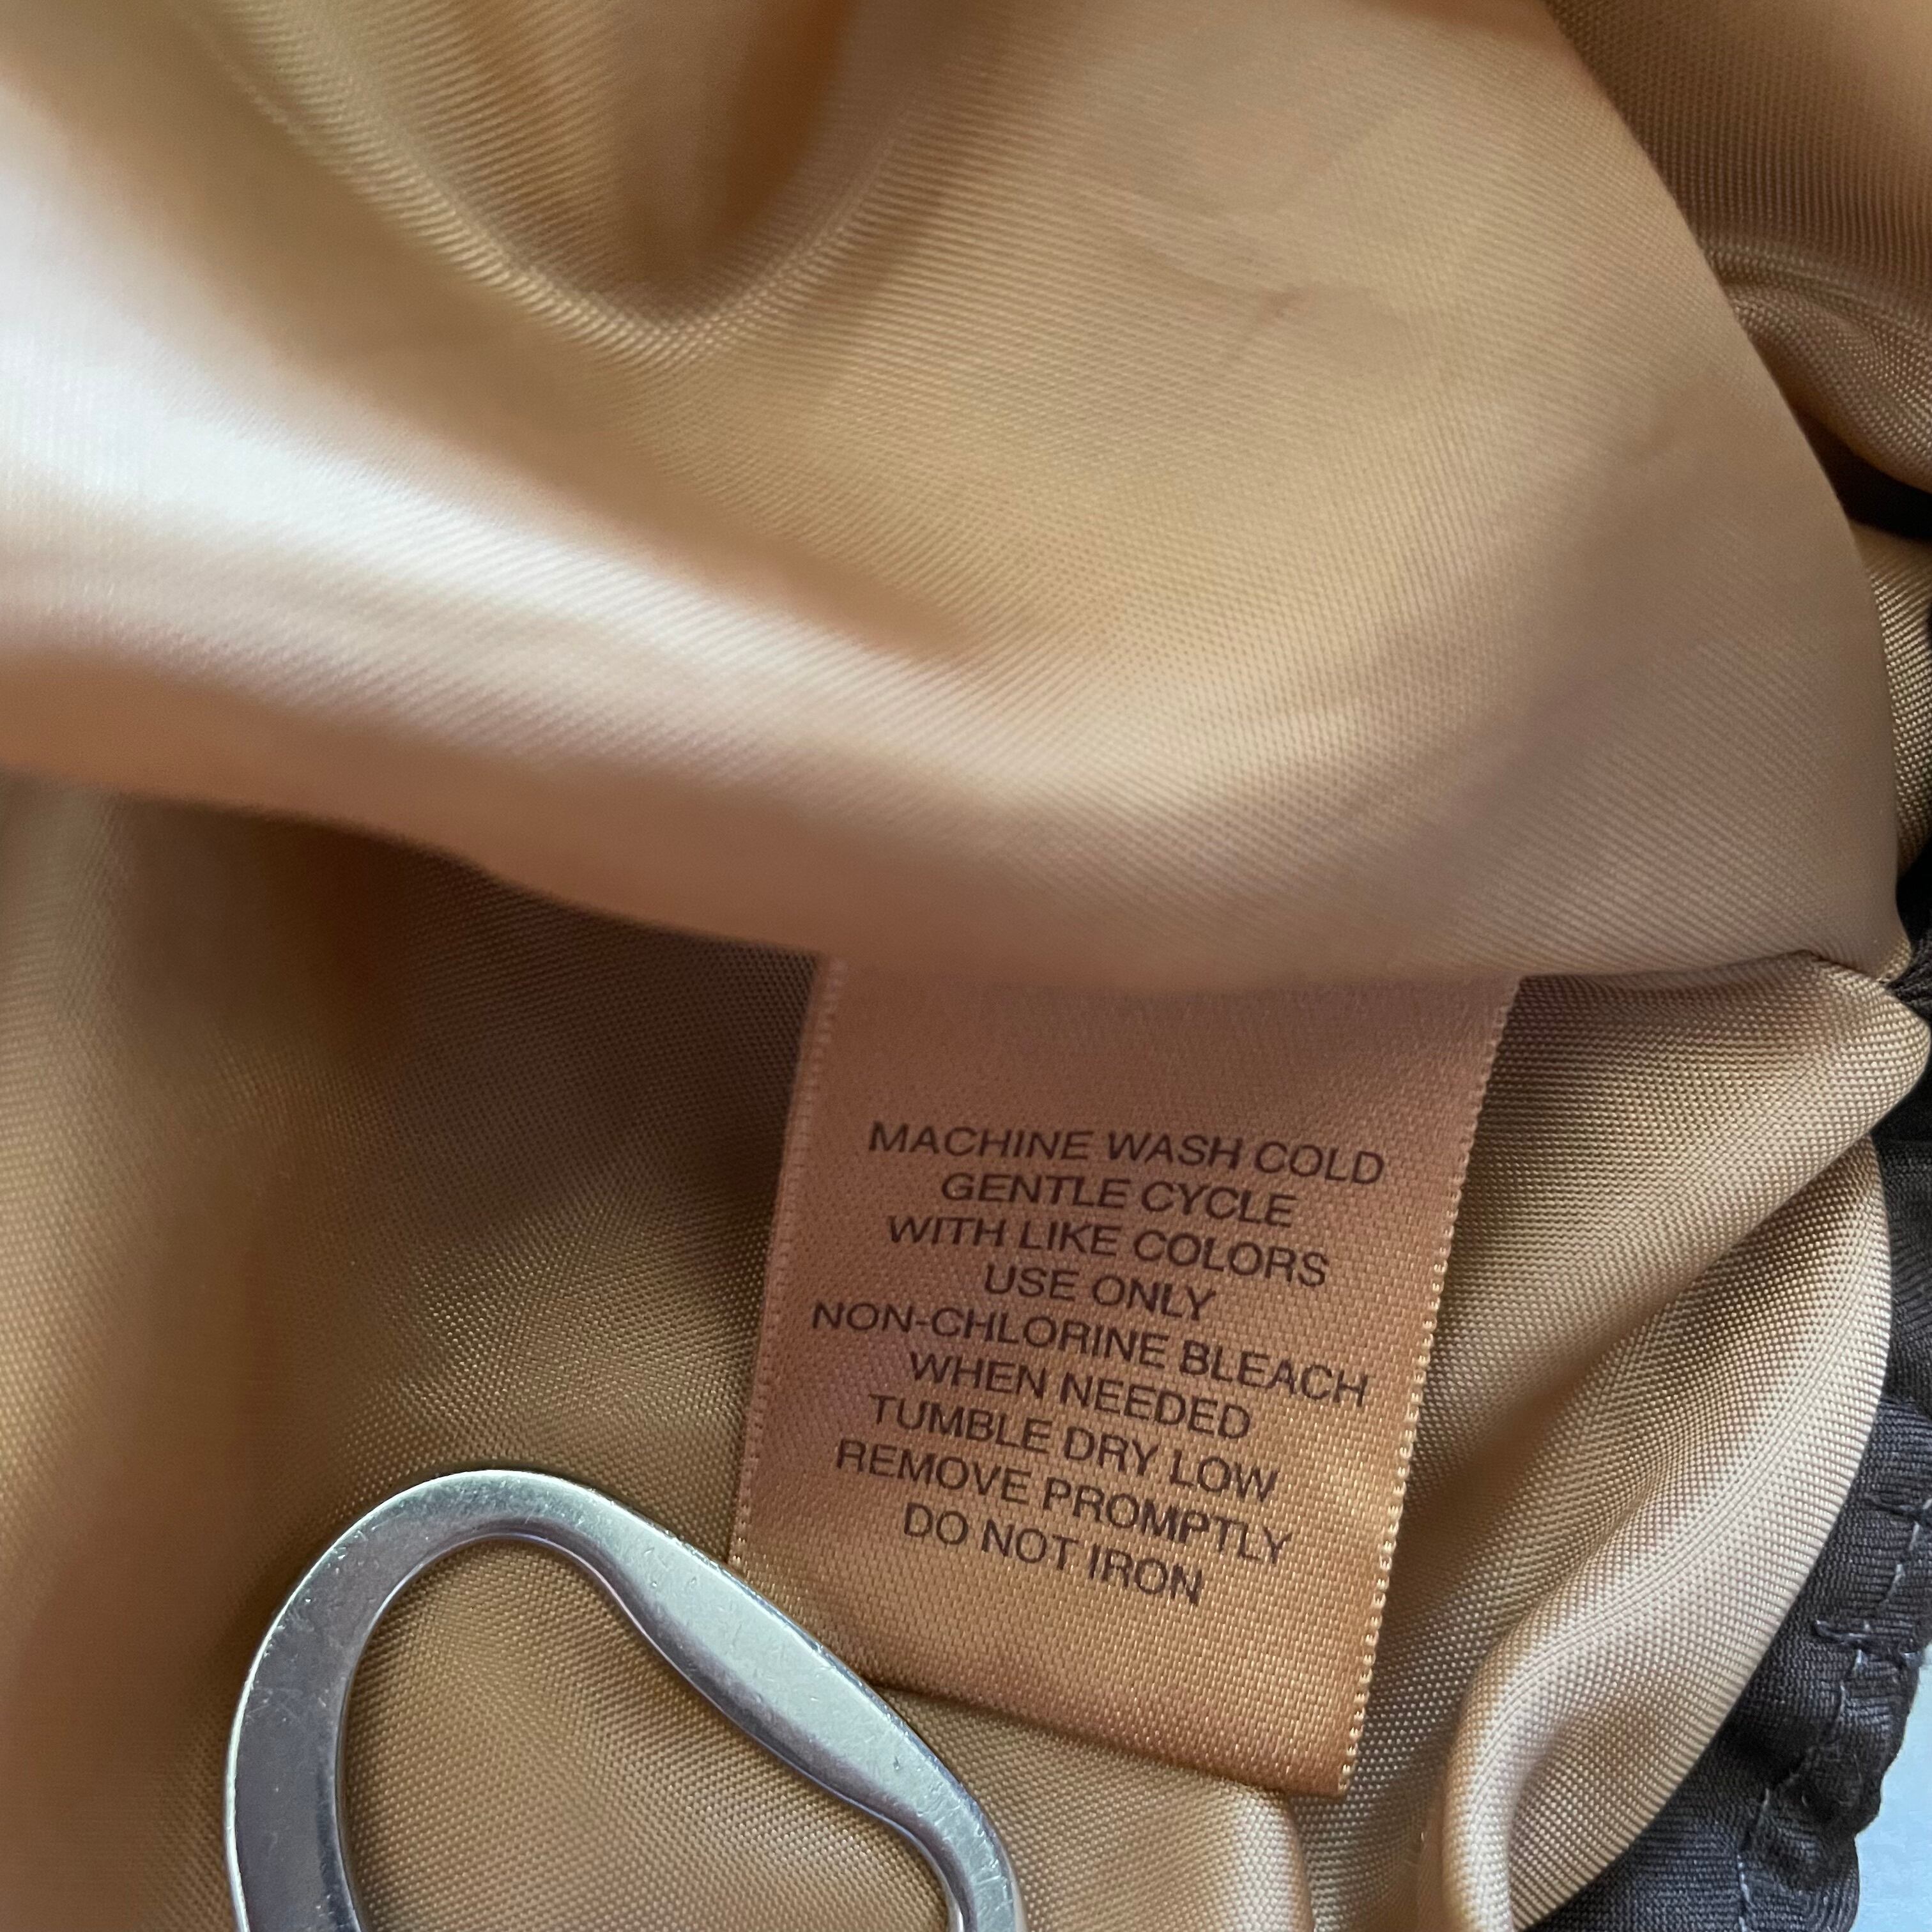 MACHINE WASH COLD
GENTLE CYCLE
WITH LIKE COLORS
USE ONLY
NON-CHLORINE BLEACH
WHEN NEEDED
TUMBLE DRY LOW
REMOVE PROMPTLY
DO NOT IRON